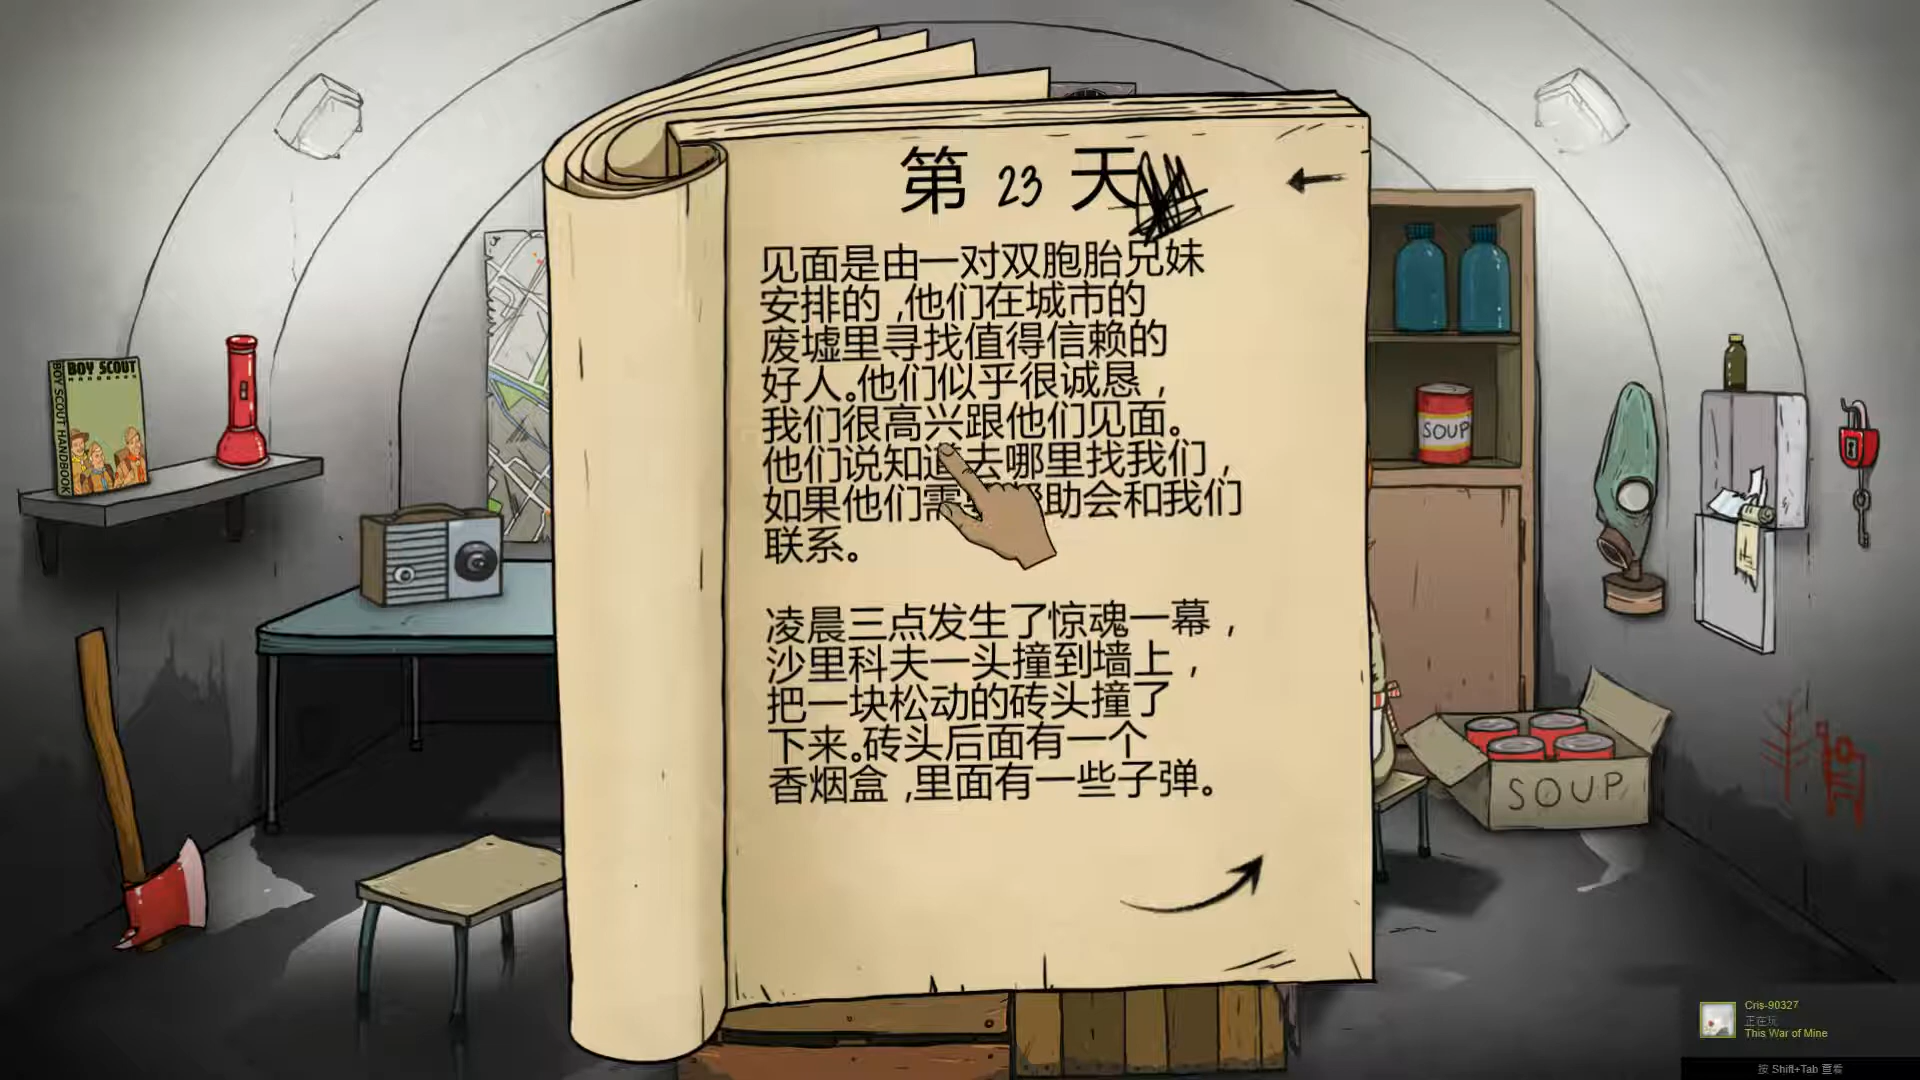 第 23 天
见面是由一对双胞胎兄妹
安排的,他们在城市的
废墟里寻找值得信赖的
好人。他们似乎很诚恳，
我们很高兴跟他们见面。
他们说知道去哪里找我们，
如果他们需 助会和我们
联系。
凌晨三点发生了惊魂一幕，
沙里科夫一头撞到墙上，
把一块松动的砖头撞了
下来。砖头后面有一个
香烟盒,里面有一些子弹。
BOY SCOUT
HANDBOOK
BOY SCOUT HANDBOOK
SOUP
SOUP
Cris-90327
正在玩
This War of Mine
按 Shift+Tab 查看